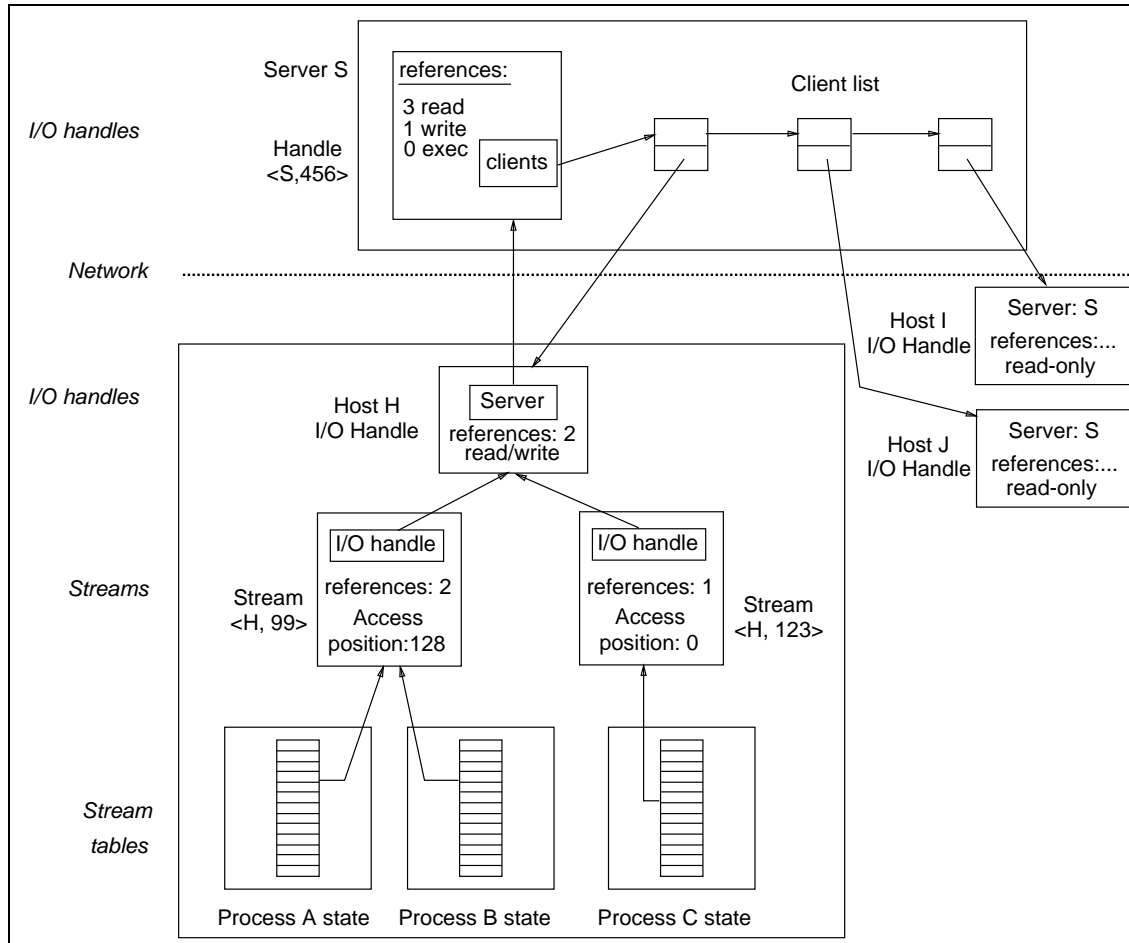 Server S
references:
3 read
1 write
0 exec
clients
Client list
I/O handles
Handle
<S,456>
Network
Host I
I/O Handle
Server: S
references:...
read-only
I/O handles
Host H
I/O Handle
Server
references: 2
read/write
Host J
I/O Handle
Server: S
references:...
read-only
Streams
Stream
<H, 99>
I/O handle
references: 2
Access
position:128
I/O handle
references: 1
Access
position: 0
Stream
<H, 123>
Stream
tables
Process A state
Process B state
Process C state